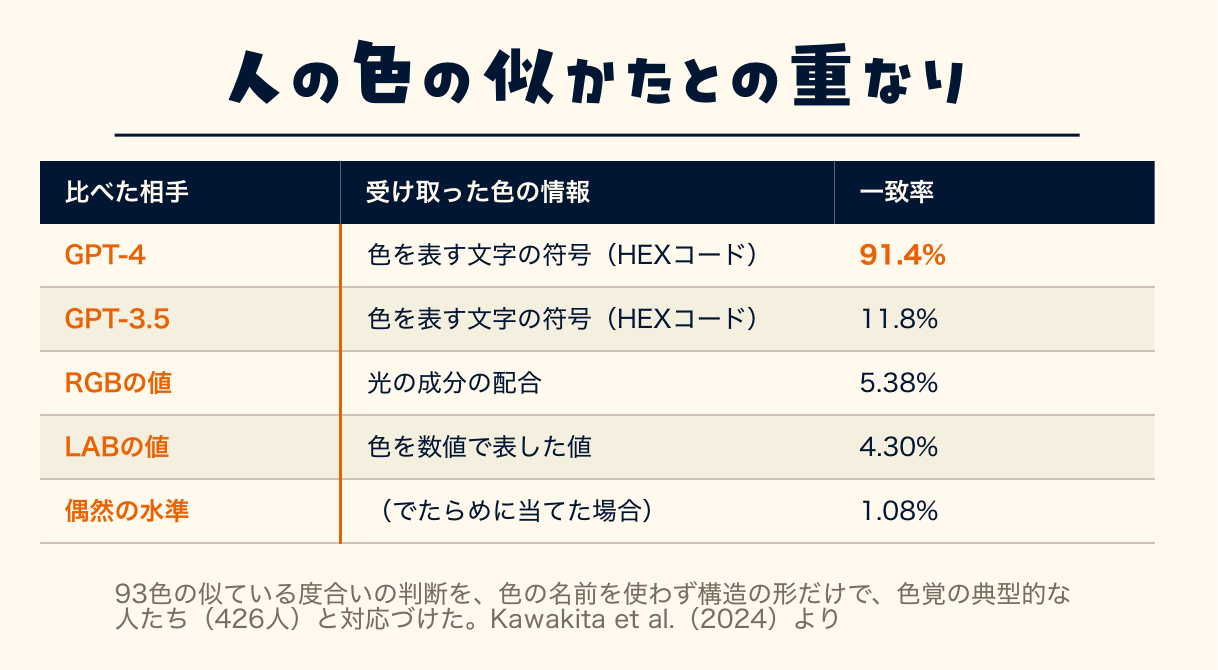 人の色の似かたとの重なり
比べた相手 受け取った色の情報 一致率
GPT-4 色を表す文字の符号（HEXコード） 91.4%
GPT-3.5 色を表す文字の符号（HEXコード） 11.8%
RGBの値 光の成分の配合 5.38%
LABの値 色を数値で表した値 4.30%
偶然の水準 （でたらめに当てた場合） 1.08%
93色の似ている度合いの判断を、色の名前を使わず構造の形だけで、色覚の典型的な
人たち（426人）と対応づけた。Kawakita et al.（2024）より